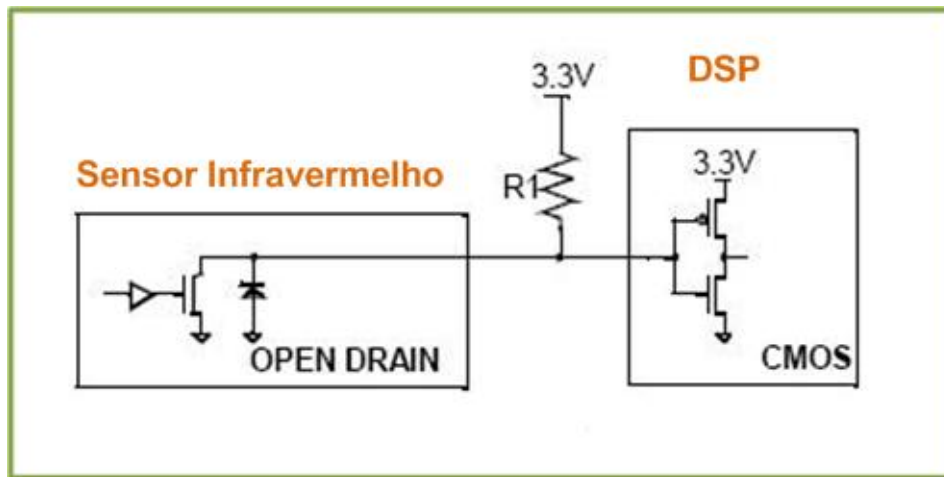 DSP
3.3V
3.3V
Sensor Infravermelho
R1
OPEN DRAIN
CMOS